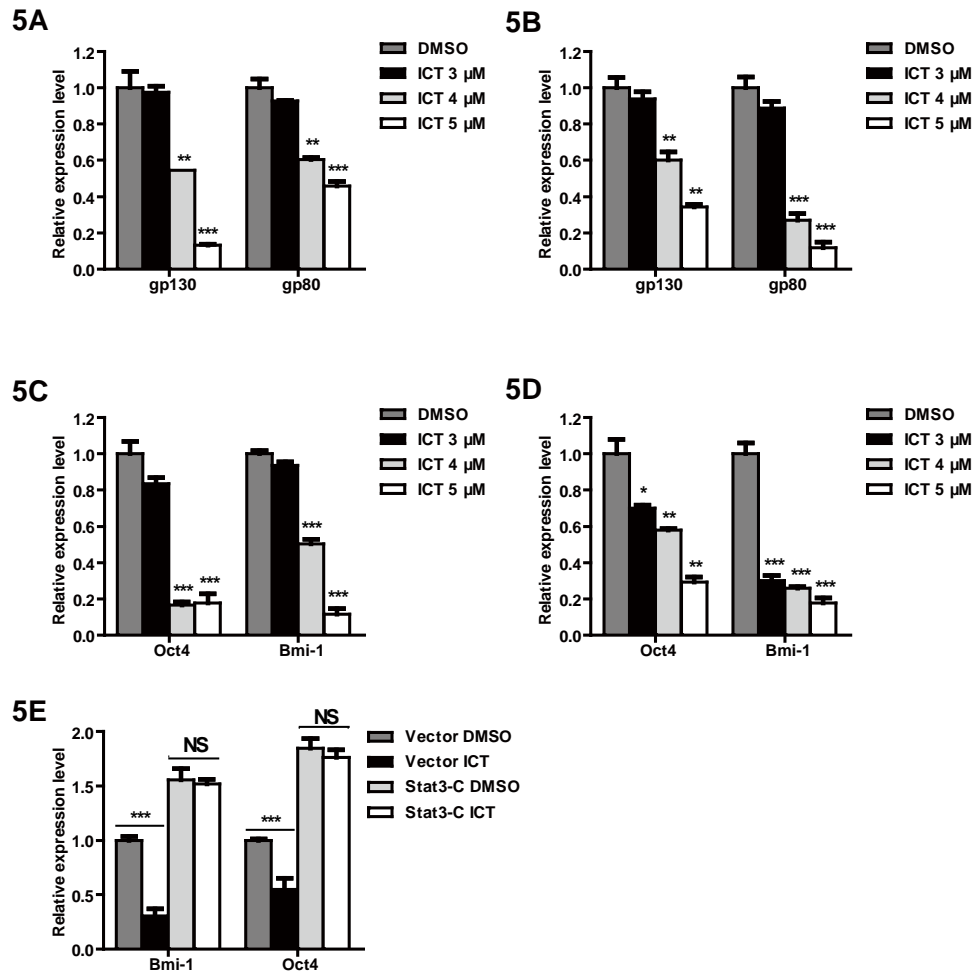 5A
Relative expression level
1.2
1.0
0.8
0.6
0.4
0.2
0.0
**
***
**
***
gp130 gp80
DMSO
ICT 3 µM
ICT 4 µM
ICT 5 µM
5B
Relative expression level
1.2
1.0
0.8
0.6
0.4
0.2
0.0
**
**
***
***
gp130 gp80
DMSO
ICT 3 µM
ICT 4 µM
ICT 5 µM
5C
Relative expression level
1.2
1.0
0.8
0.6
0.4
0.2
0.0
***
***
***
***
Oct4 Bmi-1
DMSO
ICT 3 µM
ICT 4 µM
ICT 5 µM
5D
Relative expression level
1.2
1.0
0.8
0.6
0.4
0.2
0.0
*
**
**
***
***
***
Oct4 Bmi-1
DMSO
ICT 3 µM
ICT 4 µM
ICT 5 µM
5E
Relative expression level
2.0
1.5
1.0
0.5
0.0
***
NS
***
NS
Bmi-1 Oct4
Vector DMSO
Vector ICT
Stat3-C DMSO
Stat3-C ICT